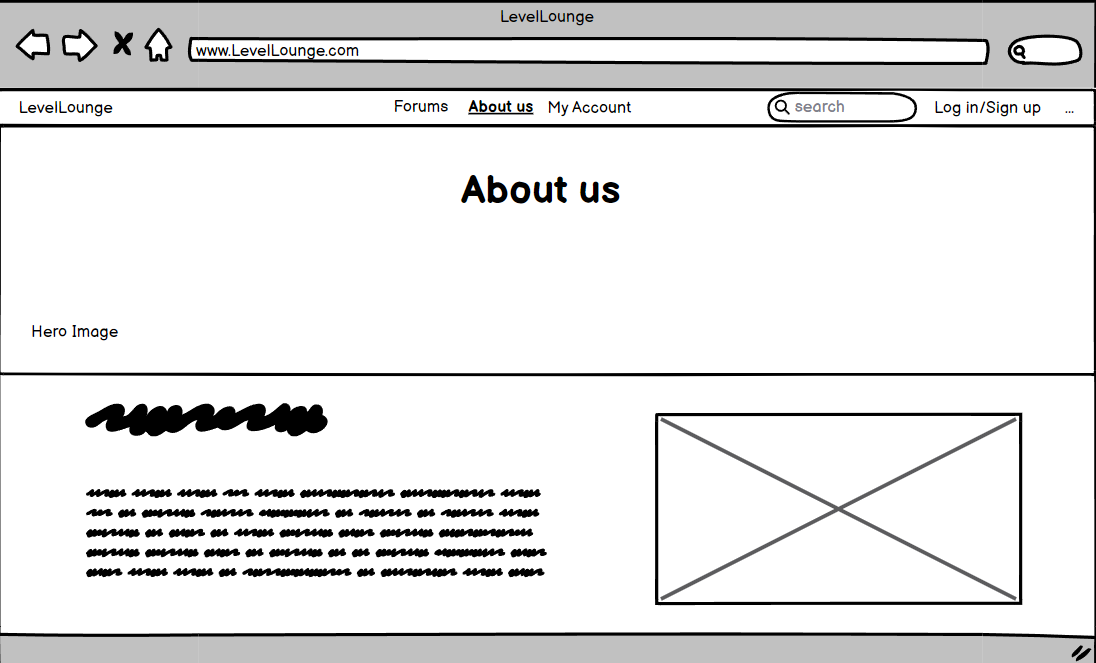 LevelLounge
www.LevelLounge.com
LevelLounge Forums About us My Account search Log in/Sign up ...
About us
Hero Image